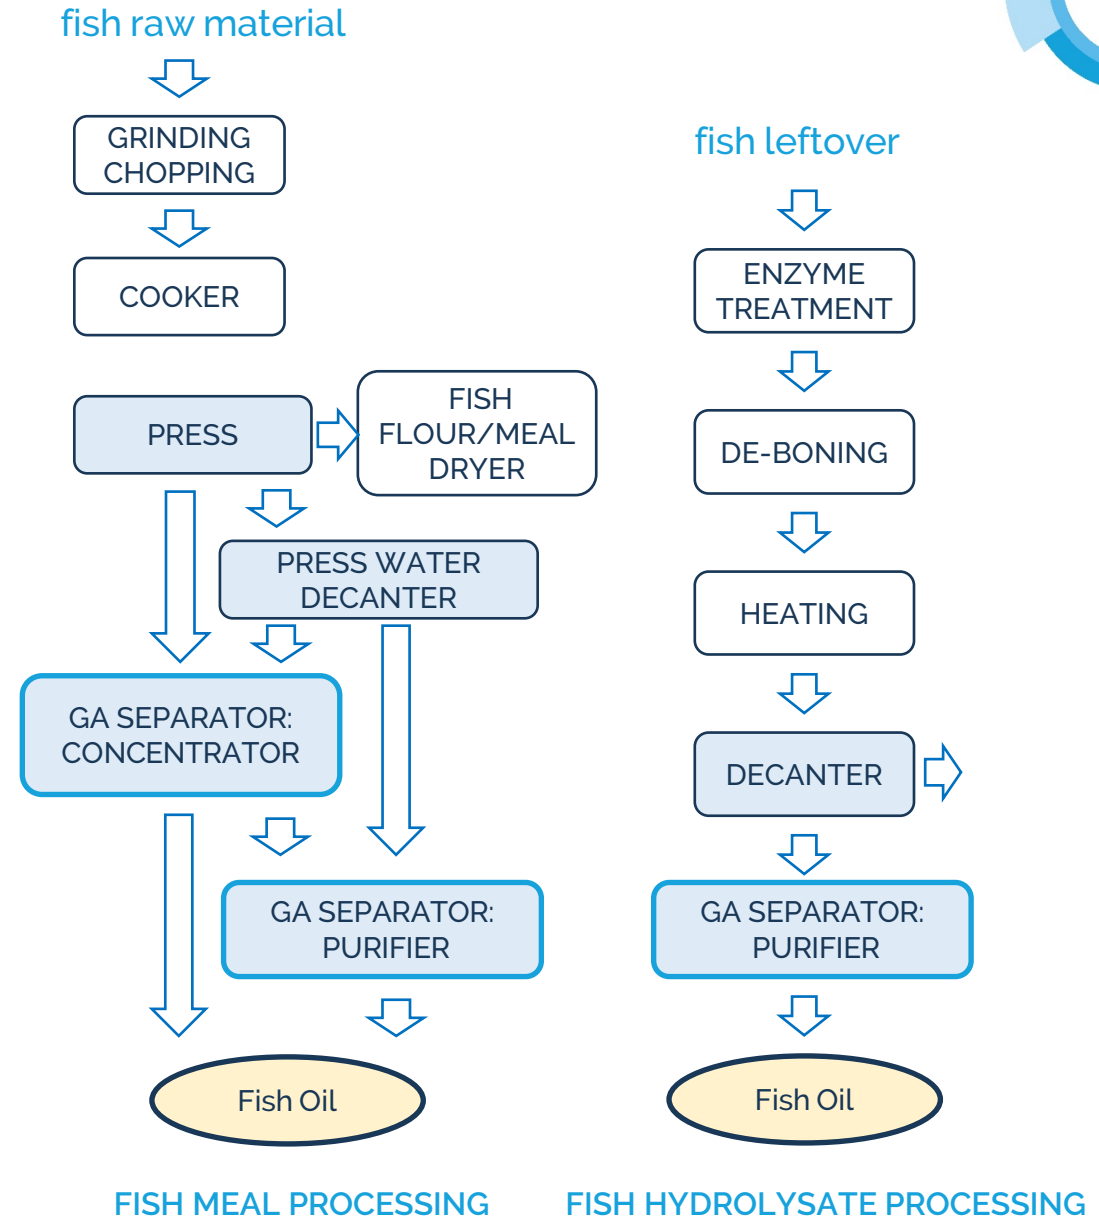 fish raw material
GRINDING
CHOPPING
COOKER
PRESS
FISH
FLOUR/MEAL
DRYER
PRESS WATER
DECANTER
GA SEPARATOR:
CONCENTRATOR
GA SEPARATOR:
PURIFIER
Fish Oil
FISH MEAL PROCESSING
fish leftover
ENZYME
TREATMENT
DE-BONING
HEATING
DECANTER
GA SEPARATOR:
PURIFIER
Fish Oil
FISH HYDROLYSATE PROCESSING